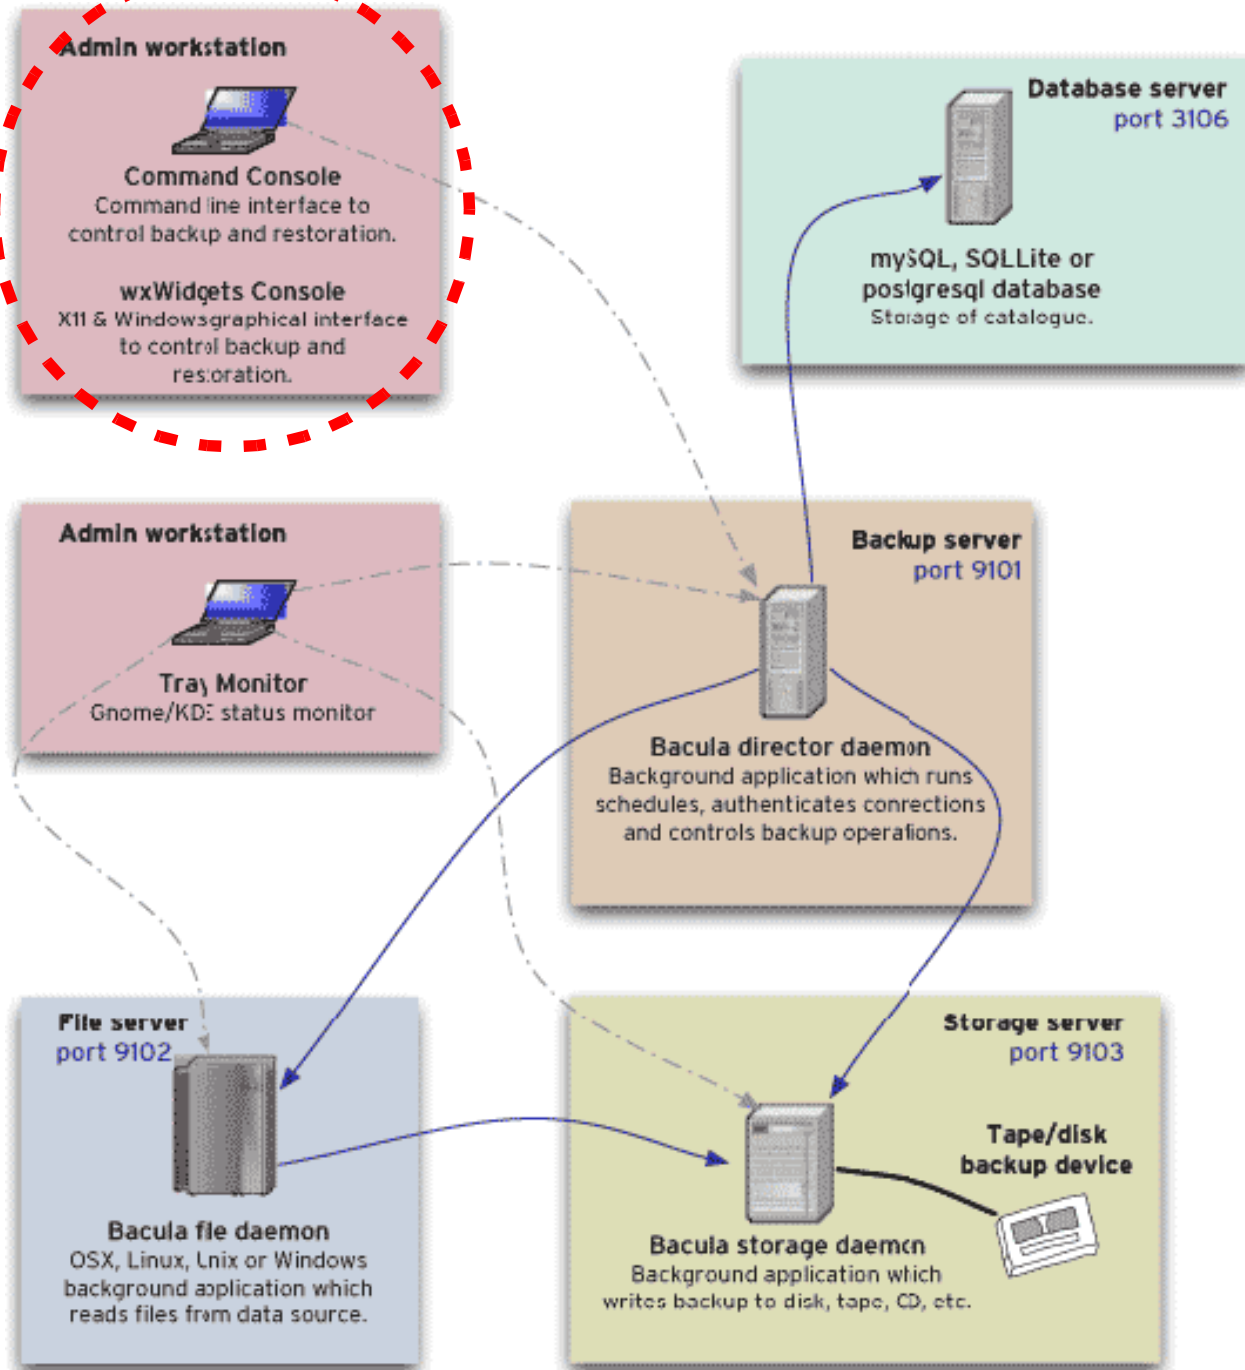 Admin workstation
Command Console
Command line interface to
control backup and restoration.
wxWidgets Console
X11 & Windowsgraphical interface
to control backup and
restoration.
Database server
port 3106
mySQL, SQLLite or
postgresql database
Storage of catalogue.
Admin workstation
Tray Monitor
Gnome/KDE status monitor
Backup server
port 9101
Bacula director daemon
Background application which runs
schedules, authenticates connections
and controls backup operations.
File server
port 9102
Bacula file daemon
OSX, Linux, Unix or Windows
background application which
reads files from data source.
Storage server
port 9103
Tape/disk
backup device
Bacula storage daemon
Background application which
writes backup to disk, tape, CD, etc.